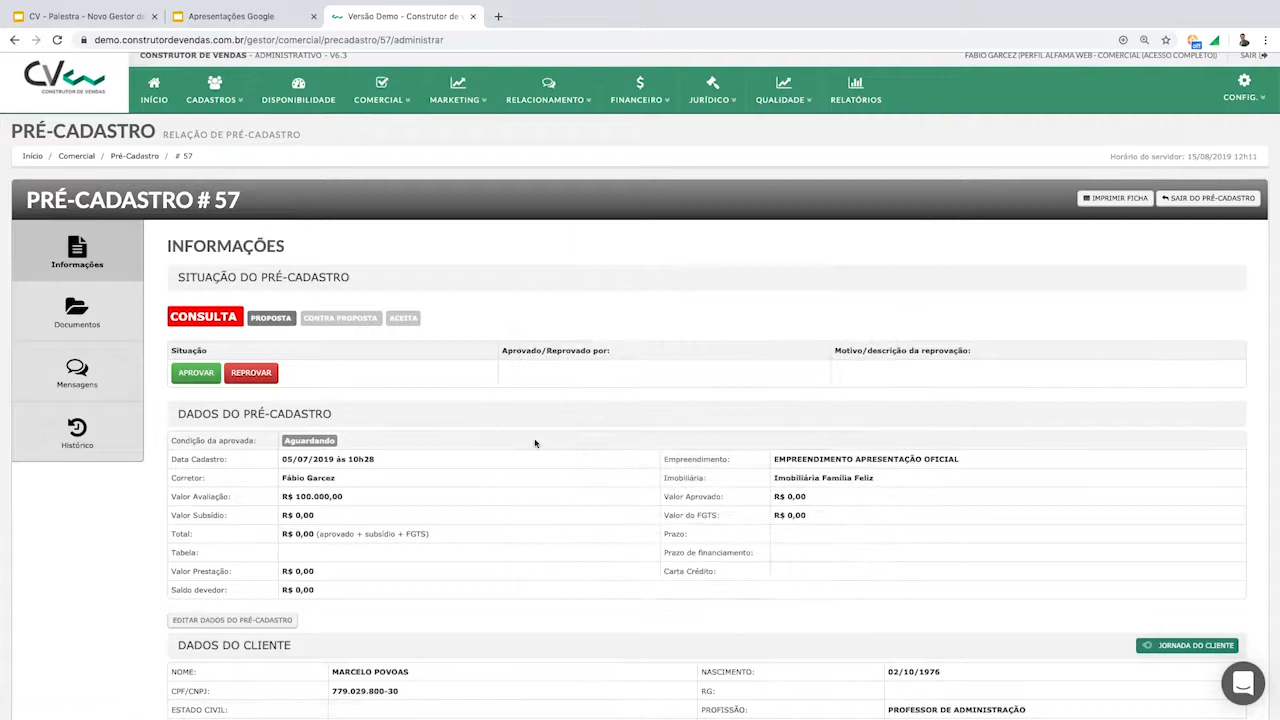 CV - Palestra - Novo Gestor de
Apresentações Google
Versão Demo - Construtor de v
demo.construtordevendas.com.br/gestor/comercial/precadastro/57/administrar
off
CONSTRUTOR DE VENDAS - ADMINISTRATIVO - V6.3
FABIO GARCEZ (PERFIL ALFAMA WEB - COMERCIAL (ACESSO COMPLETO))
SAIR
CV
CONSTRUTOR DE VENDAS
INÍCIO
CADASTROS
DISPONIBILIDADE
COMERCIAL
MARKETING
RELACIONAMENTO
FINANCEIRO
JURÍDICO
QUALIDADE
RELATÓRIOS
CONFIG.
PRÉ-CADASTRO RELAÇÃO DE PRÉ-CADASTRO
Início / Comercial / Pré-Cadastro / # 57
Horário do servidor: 15/08/2019 12h11
PRÉ-CADASTRO # 57
IMPRIMIR FICHA
SAIR DO PRÉ-CADASTRO
Informações
Documentos
Mensagens
Histórico
INFORMAÇÕES
SITUAÇÃO DO PRÉ-CADASTRO
CONSULTA PROPOSTA CONTRA PROPOSTA ACEITA
Situação Aprovado/Reprovado por: Motivo/descrição da reprovação:
APROVAR REPROVAR
DADOS DO PRÉ-CADASTRO
Condição da aprovada: Aguardando
Data Cadastro: 05/07/2019 às 10h28 Empreendimento: EMPREENDIMENTO APRESENTAÇÃO OFICIAL
Corretor: Fábio Garcez Imobiliária: Imobiliária Família Feliz
Valor Avaliação: R$ 100.000,00 Valor Aprovado: R$ 0,00
Valor Subsídio: R$ 0,00 Valor do FGTS: R$ 0,00
Total: R$ 0,00 (aprovado + subsídio + FGTS) Prazo:
Tabela: Prazo de financiamento:
Valor Prestação: R$ 0,00 Carta Crédito:
Saldo devedor: R$ 0,00
EDITAR DADOS DO PRÉ-CADASTRO
DADOS DO CLIENTE
JORNADA DO CLIENTE
NOME: MARCELO POVOAS NASCIMENTO: 02/10/1976
CPF/CNPJ: 779.029.800-30 RG:
ESTADO CIVIL: PROFISSÃO: PROFESSOR DE ADMINISTRAÇÃO